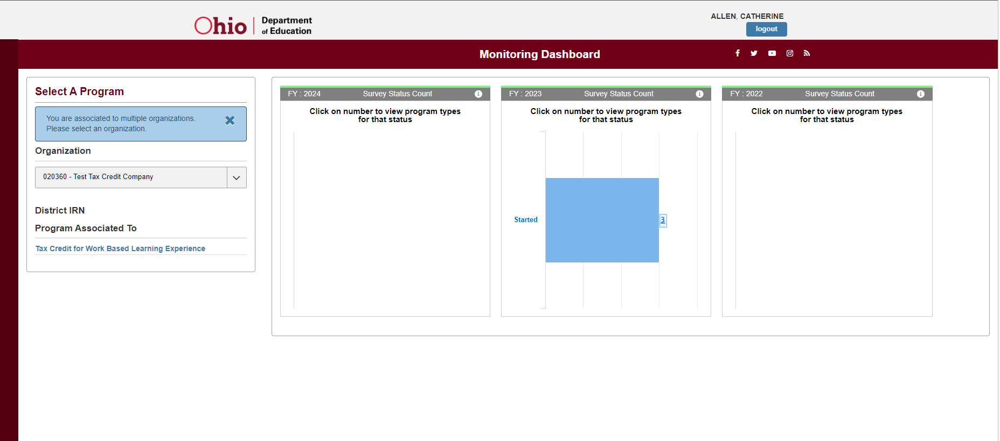 Ohio
Department
of Education
ALLEN, CATHERINE
logout
Monitoring Dashboard
Select A Program
You are associated to multiple organizations.
Please select an organization.
Organization
020360 - Test Tax Credit Company
District IRN
Program Associated To
Tax Credit for Work Based Learning Experience
FY : 2024 Survey Status Count
Click on number to view program types
for that status
FY : 2023 Survey Status Count
Click on number to view program types
for that status
Started
3
FY : 2022 Survey Status Count
Click on number to view program types
for that status